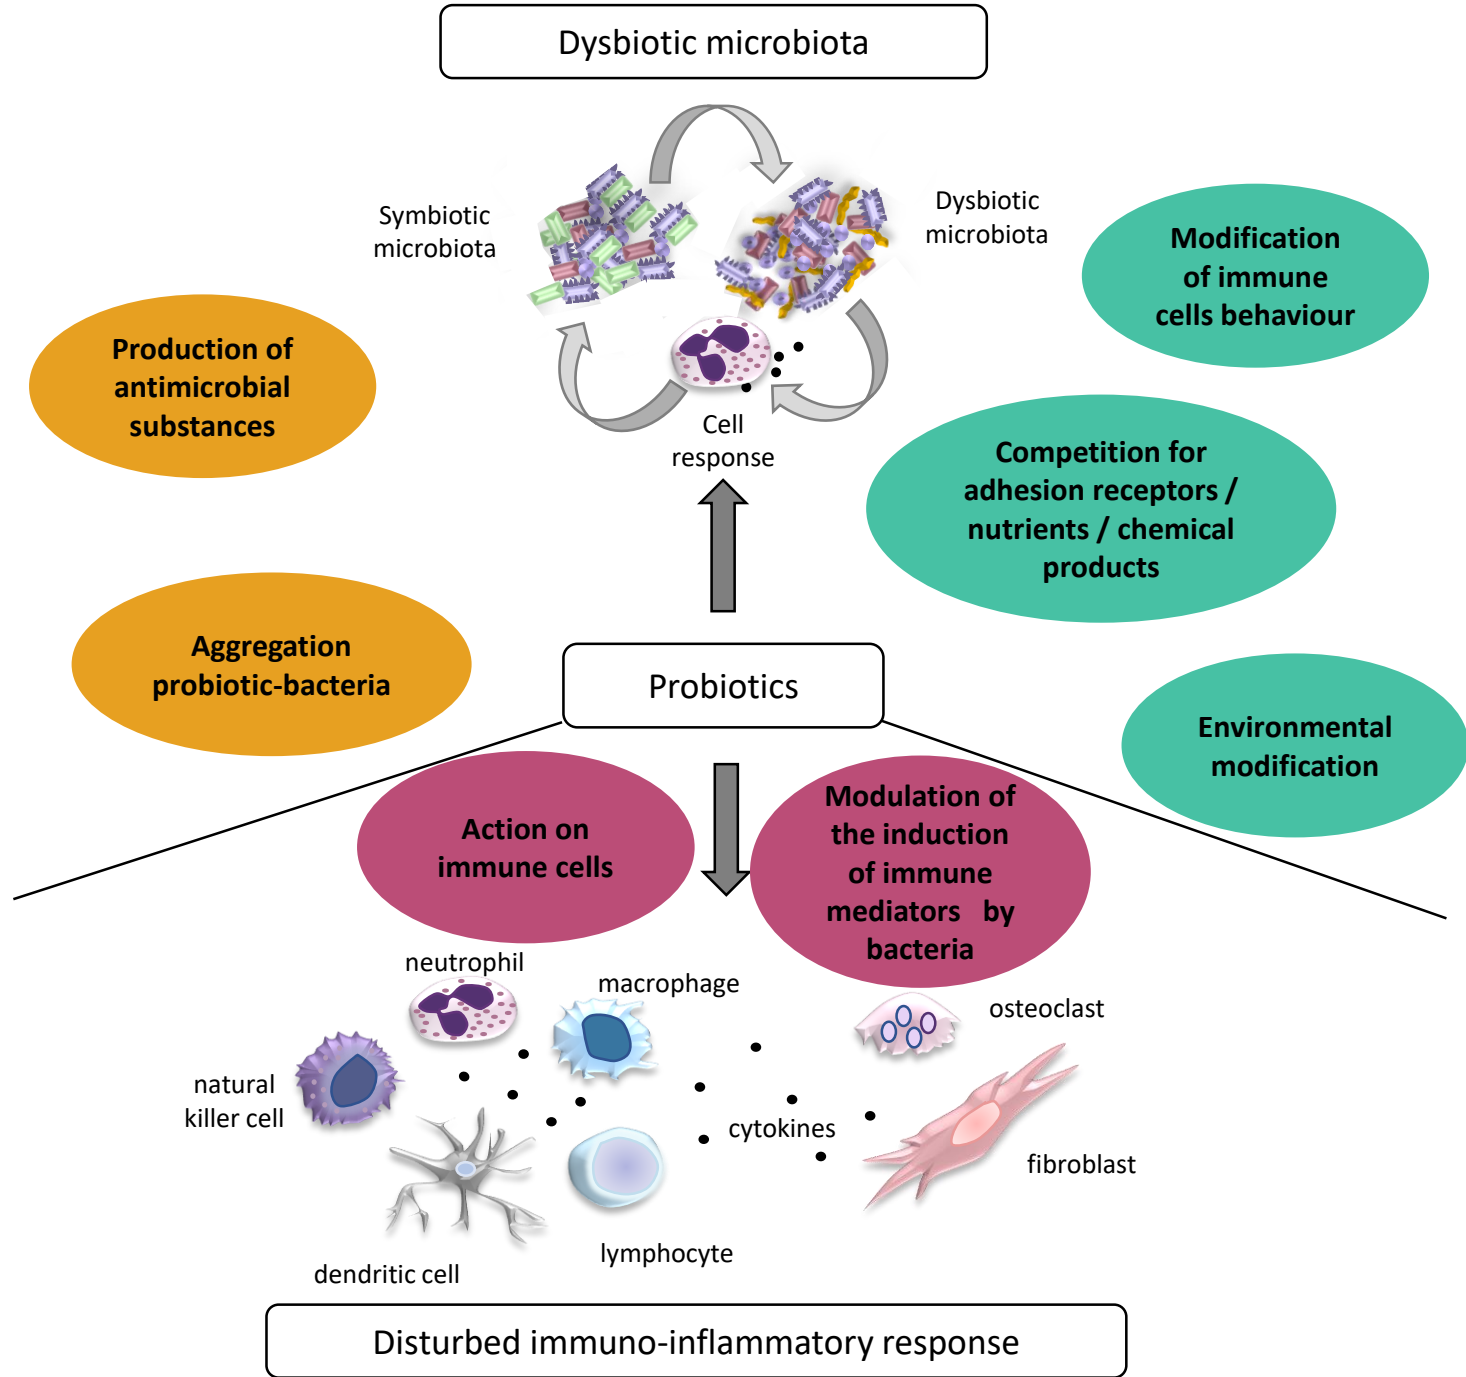 Dysbiotic microbiota
Symbiotic
microbiota
Dysbiotic
microbiota
Modification
of immune
cells behaviour
Production of
antimicrobial
substances
Cell
response
Competition for
adhesion receptors /
nutrients / chemical
products
Aggregation
probiotic-bacteria
Probiotics
Environmental
modification
Action on
immune cells
Modulation of
the induction
of immune
mediators by
bacteria
neutrophil
macrophage
osteoclast
natural
killer cell
cytokines
fibroblast
lymphocyte
dendritic cell
Disturbed immuno-inflammatory response